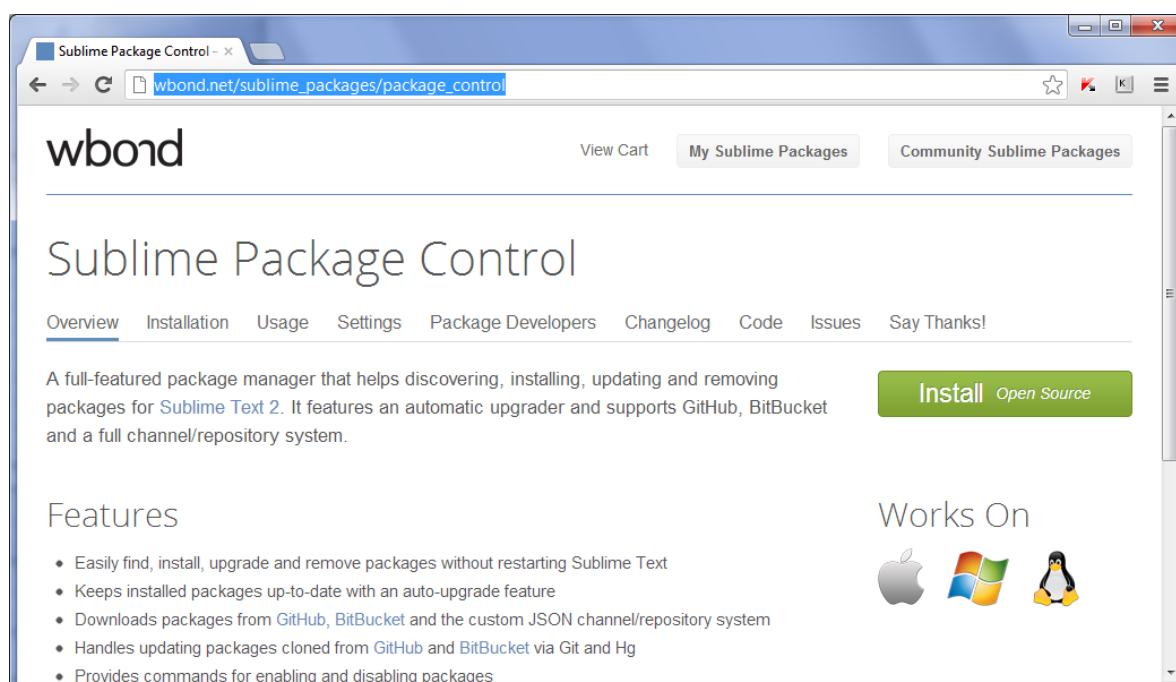 Sublime Package Control -
wbond.net/sublime_packages/package_control
wbond
View Cart My Sublime Packages Community Sublime Packages
Sublime Package Control
Overview Installation Usage Settings Package Developers Changelog Code Issues Say Thanks!
A full-featured package manager that helps discovering, installing, updating and removing
packages for Sublime Text 2. It features an automatic upgrader and supports GitHub, BitBucket
and a full channel/repository system.
Install Open Source
Features
• Easily find, install, upgrade and remove packages without restarting Sublime Text
• Keeps installed packages up-to-date with an auto-upgrade feature
• Downloads packages from GitHub, BitBucket and the custom JSON channel/repository system
• Handles updating packages cloned from GitHub and BitBucket via Git and Hg
• Provides commands for enabling and disabling packages
Works On